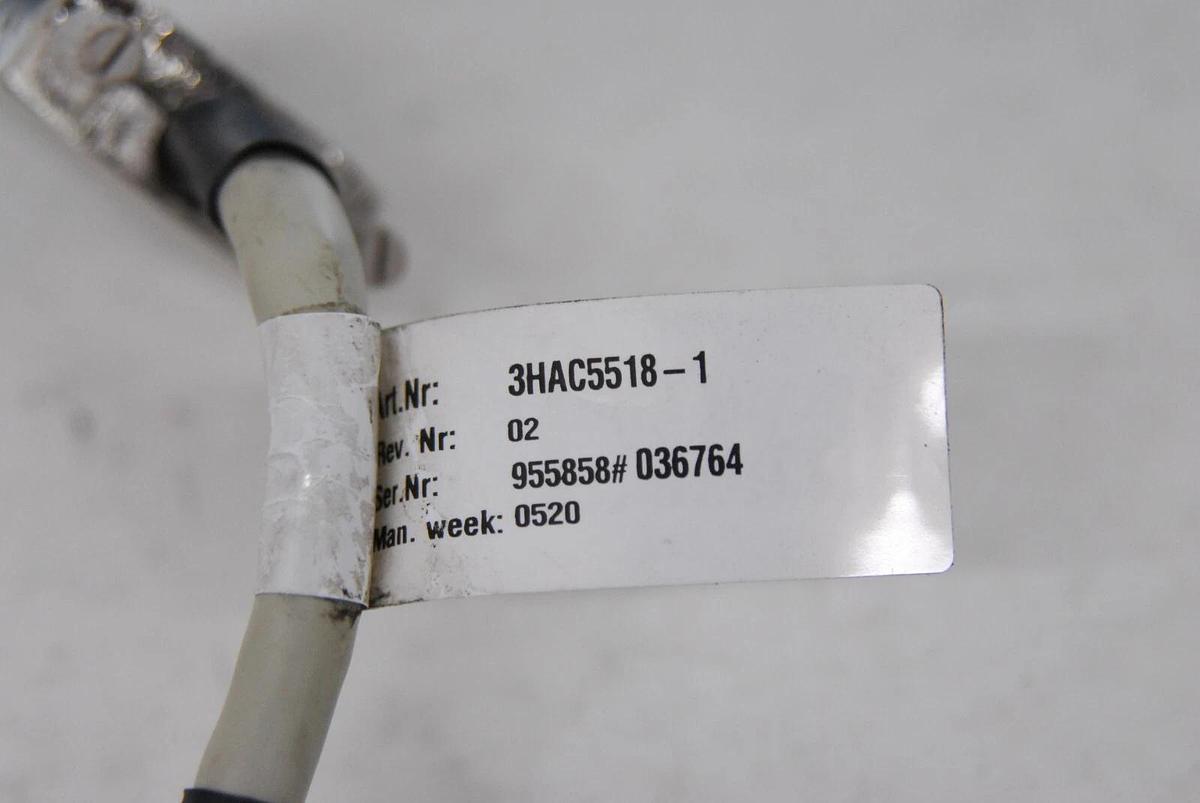 Art.Nr: 3HAC5518-1
Rev. Nr: 02
Ser.Nr: 955858# 036764
Man. week: 0520